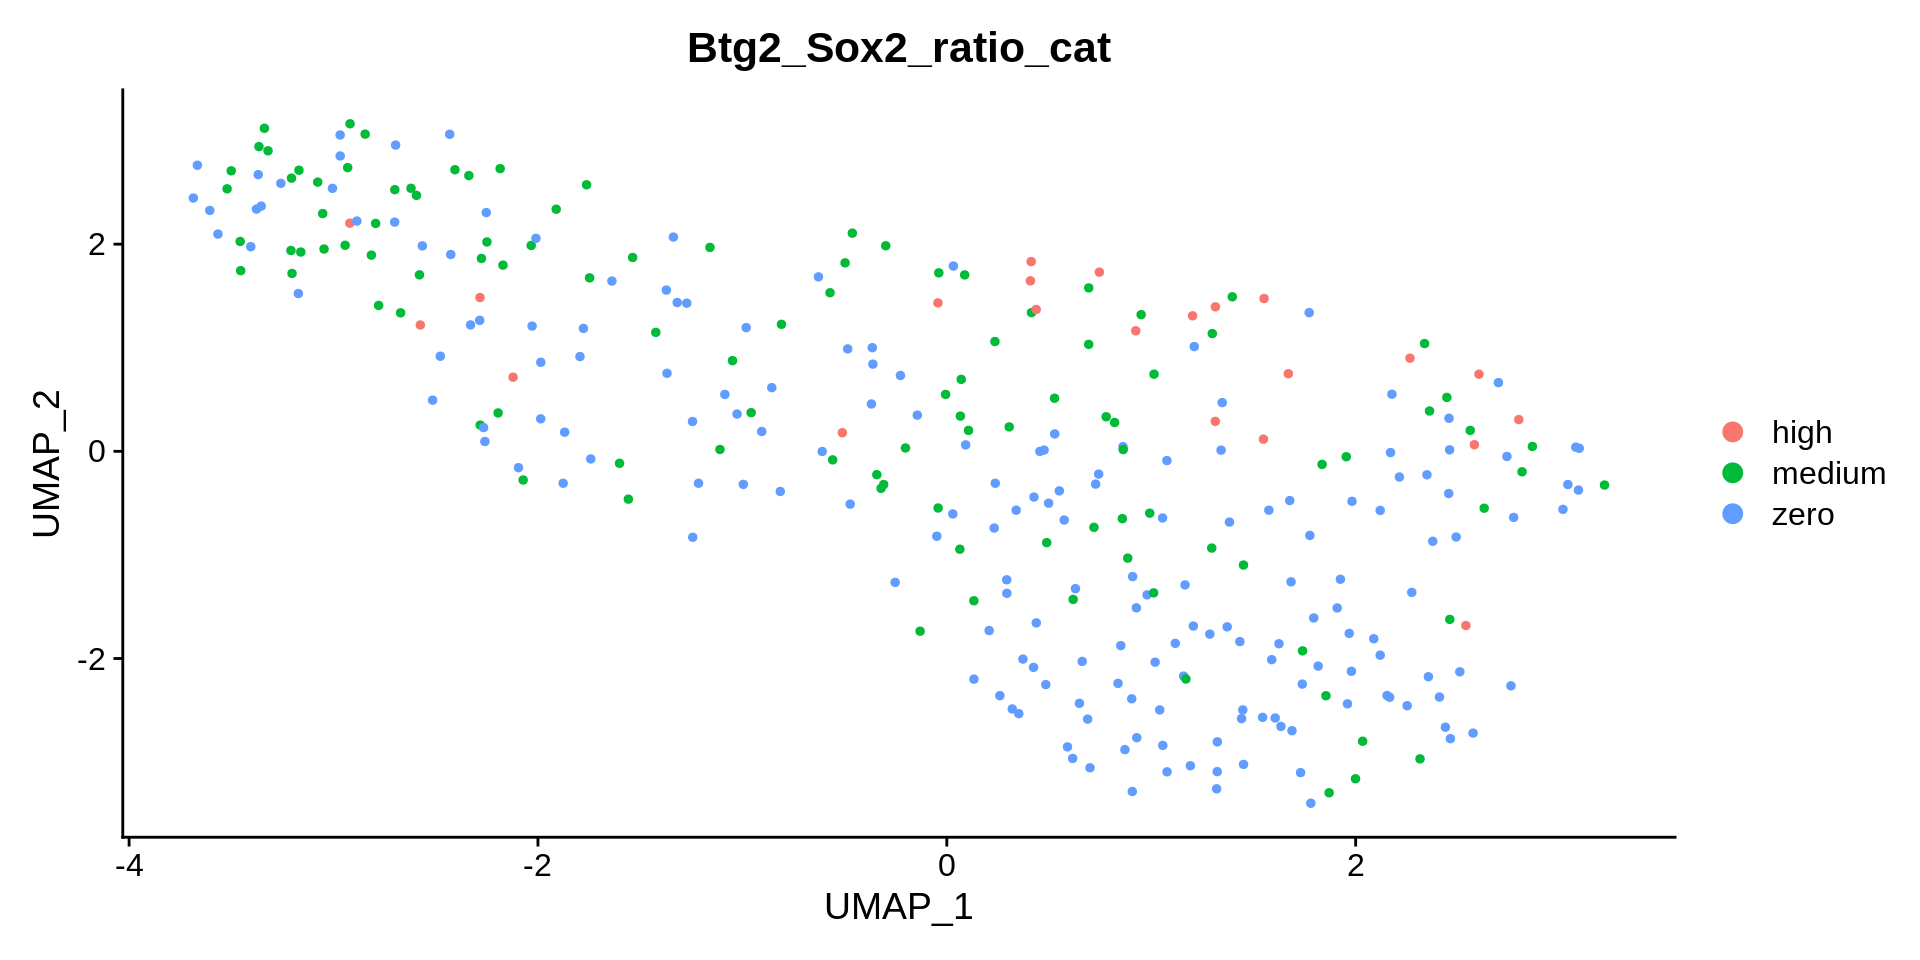 Btg2_Sox2_ratio_cat
UMAP_2
2
0
-2
-4
-2
0
2
UMAP_1
high
medium
zero